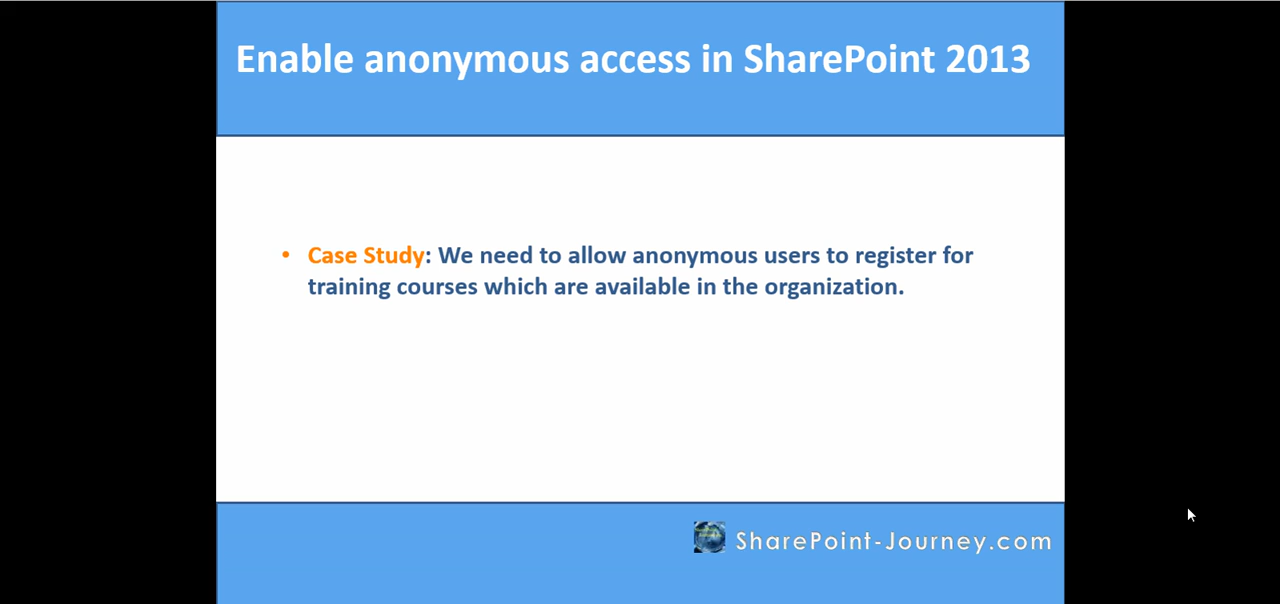 Enable anonymous access in SharePoint 2013
• Case Study: We need to allow anonymous users to register for
training courses which are available in the organization.
SharePoint-Journey.com